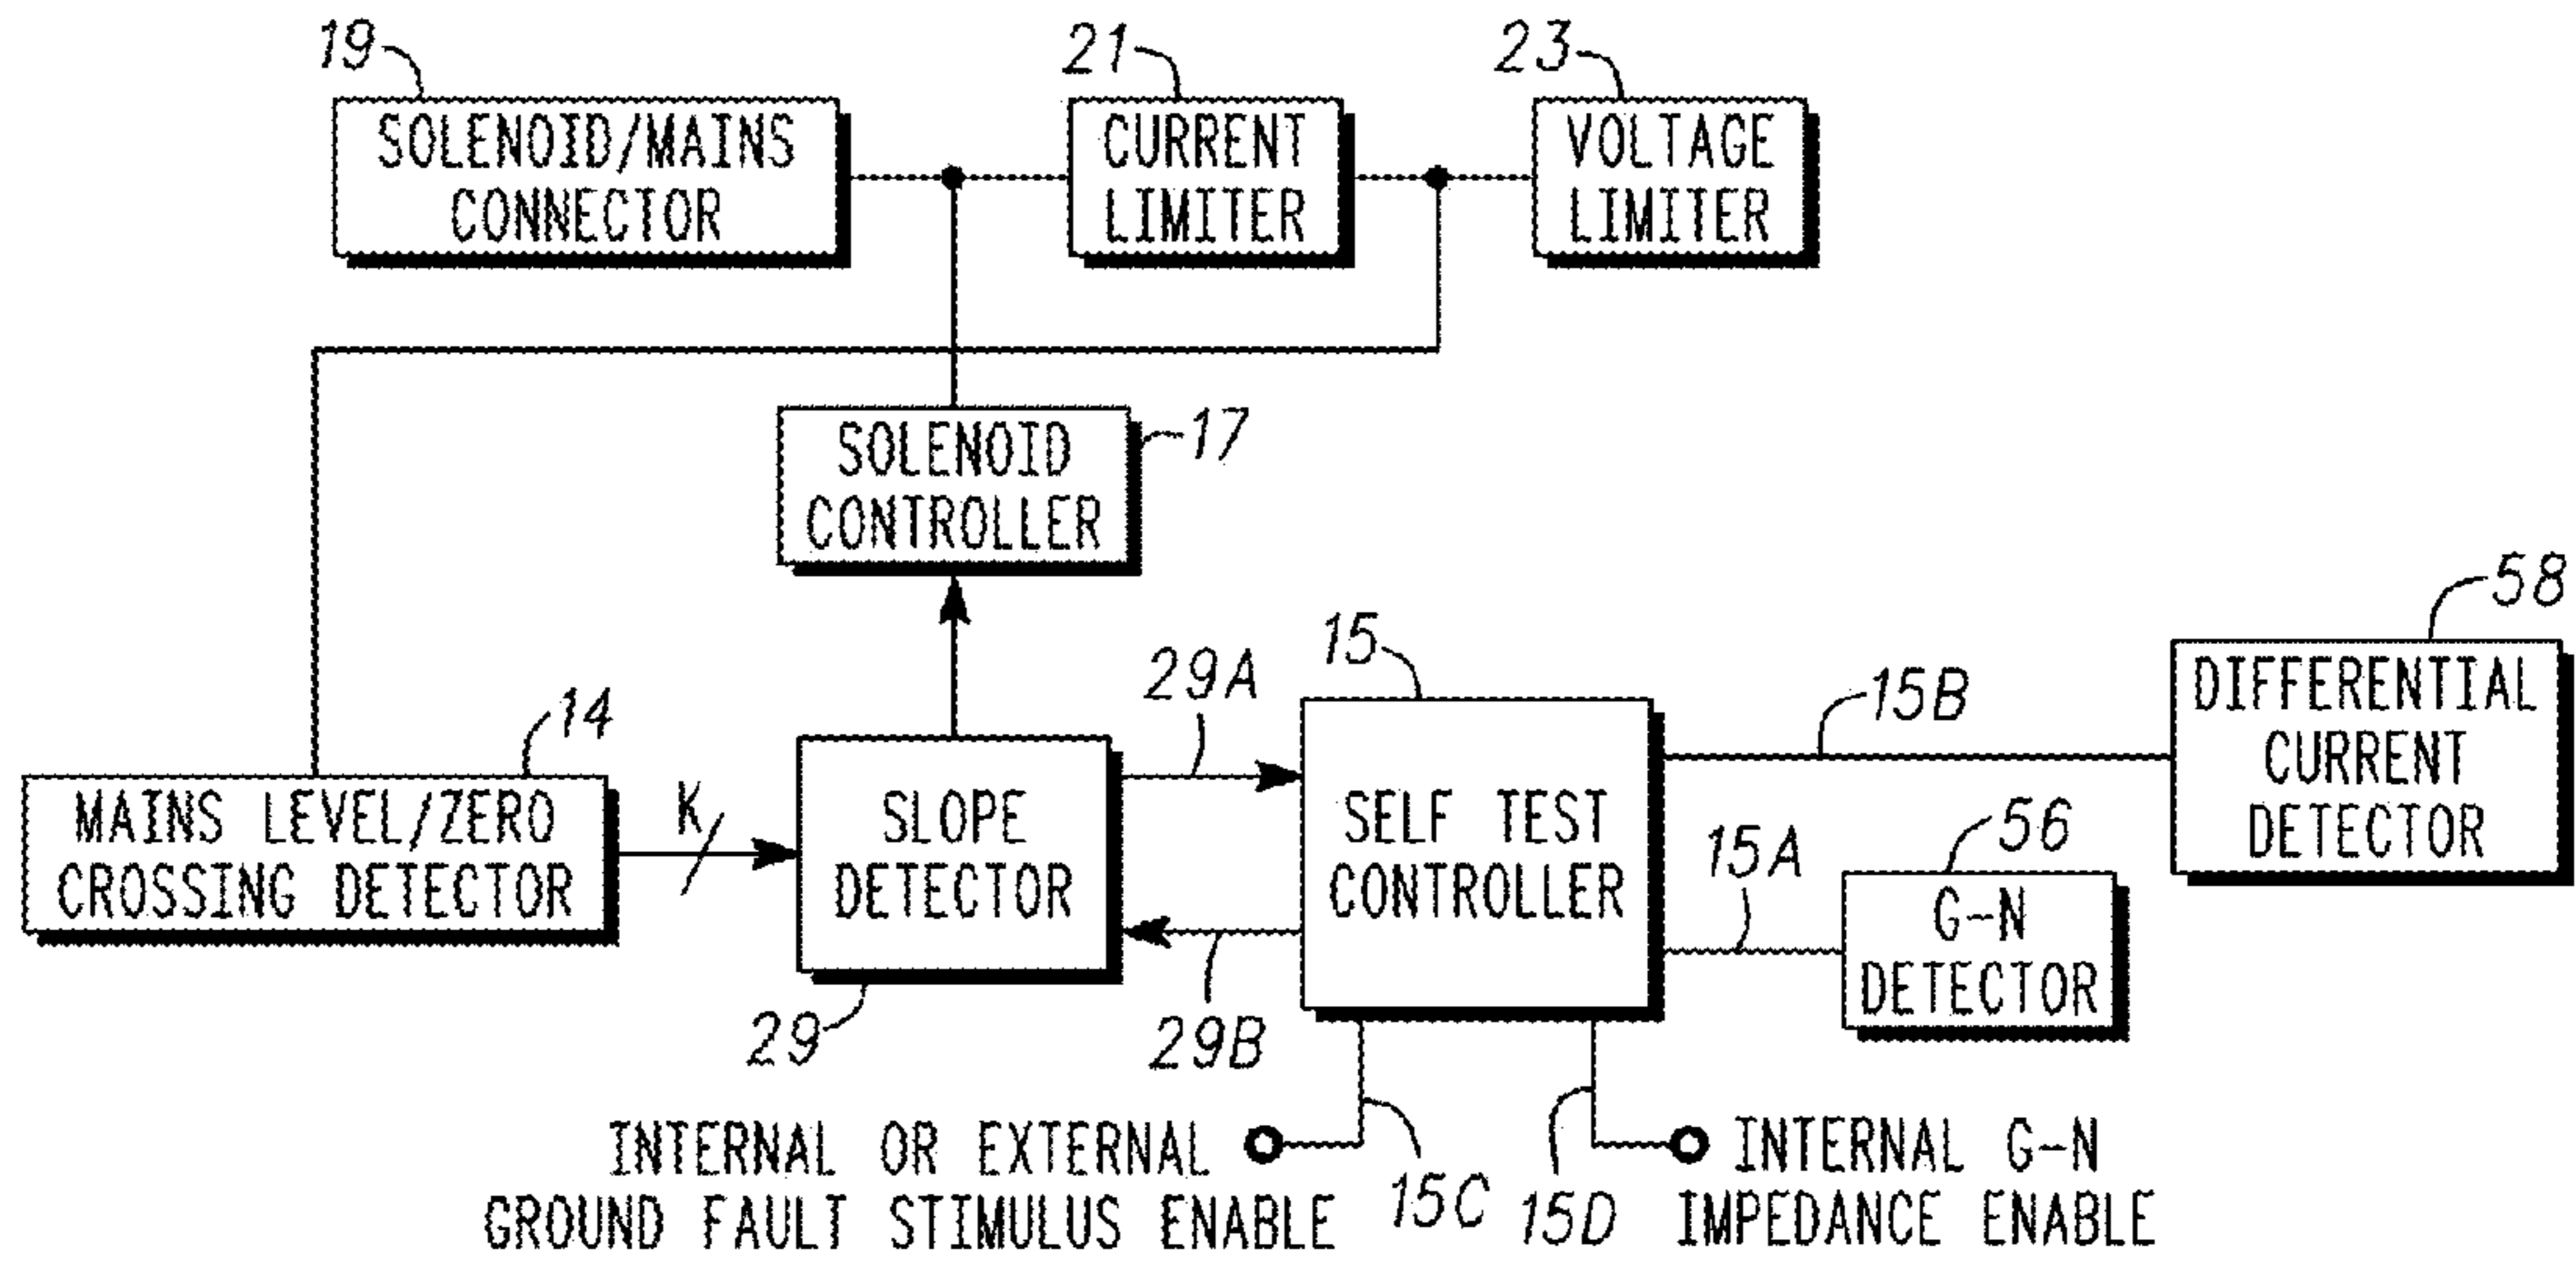 19
21
23
SOLENOID/MAINS
CONNECTOR
CURRENT
LIMITER
VOLTAGE
LIMITER
SOLENOID
CONTROLLER
17
58
15
29A
15B
DIFFERENTIAL
CURRENT
DETECTOR
14
MAINS LEVEL/ZERO
CROSSING DETECTOR
K
SLOPE
DETECTOR
SELF TEST
CONTROLLER
15A
56
G-N
DETECTOR
29
29B
INTERNAL OR EXTERNAL
GROUND FAULT STIMULUS ENABLE
15C
15D
INTERNAL G-N
IMPEDANCE ENABLE